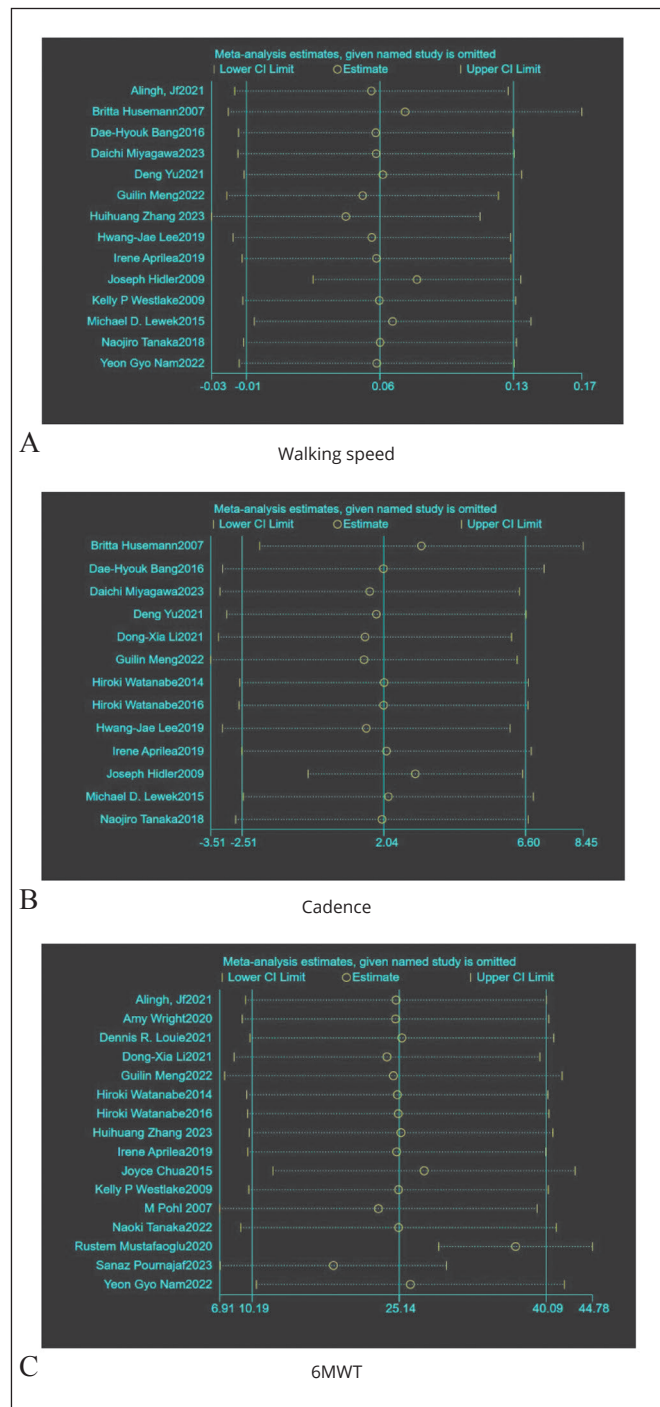 Meta-analysis estimates, given named study is omitted
Lower CI Limit Estimate Upper CI Limit
Alingh, Jf2021
Britta Husemann2007
Dae-Hyouk Bang2016
Daichi Miyagawa2023
Deng Yu2021
Guilin Meng2022
Huihuang Zhang 2023
Hwang-Jae Lee2019
Irene Aprilea2019
Joseph Hidler2009
Kelly P Westlake2009
Michael D. Lewek2015
Naojiro Tanaka2018
Yeon Gyo Nam2022
-0.03 -0.01 0.06 0.13 0.17
A
Walking speed
Meta-analysis estimates, given named study is omitted
Lower CI Limit Estimate Upper CI Limit
Britta Husemann2007
Dae-Hyouk Bang2016
Daichi Miyagawa2023
Deng Yu2021
Dong-Xia Li2021
Guilin Meng2022
Hiroki Watanabe2014
Hiroki Watanabe2016
Hwang-Jae Lee2019
Irene Aprilea2019
Joseph Hidler2009
Michael D. Lewek2015
Naojiro Tanaka2018
-3.51 -2.51 2.04 6.60 8.45
B
Cadence
Meta-analysis estimates, given named study is omitted
Lower CI Limit Estimate Upper CI Limit
Alingh, Jf2021
Amy Wright2020
Dennis R. Louie2021
Dong-Xia Li2021
Guilin Meng2022
Hiroki Watanabe2014
Hiroki Watanabe2016
Huihuang Zhang 2023
Irene Aprilea2019
Joyce Chua2015
Kelly P Westlake2009
M Pohl 2007
Naoki Tanaka2022
Rustem Mustafaoglu2020
Sanaz Pournajaf2023
Yeon Gyo Nam2022
6.91 10.19 25.14 40.09 44.78
C
6MWT